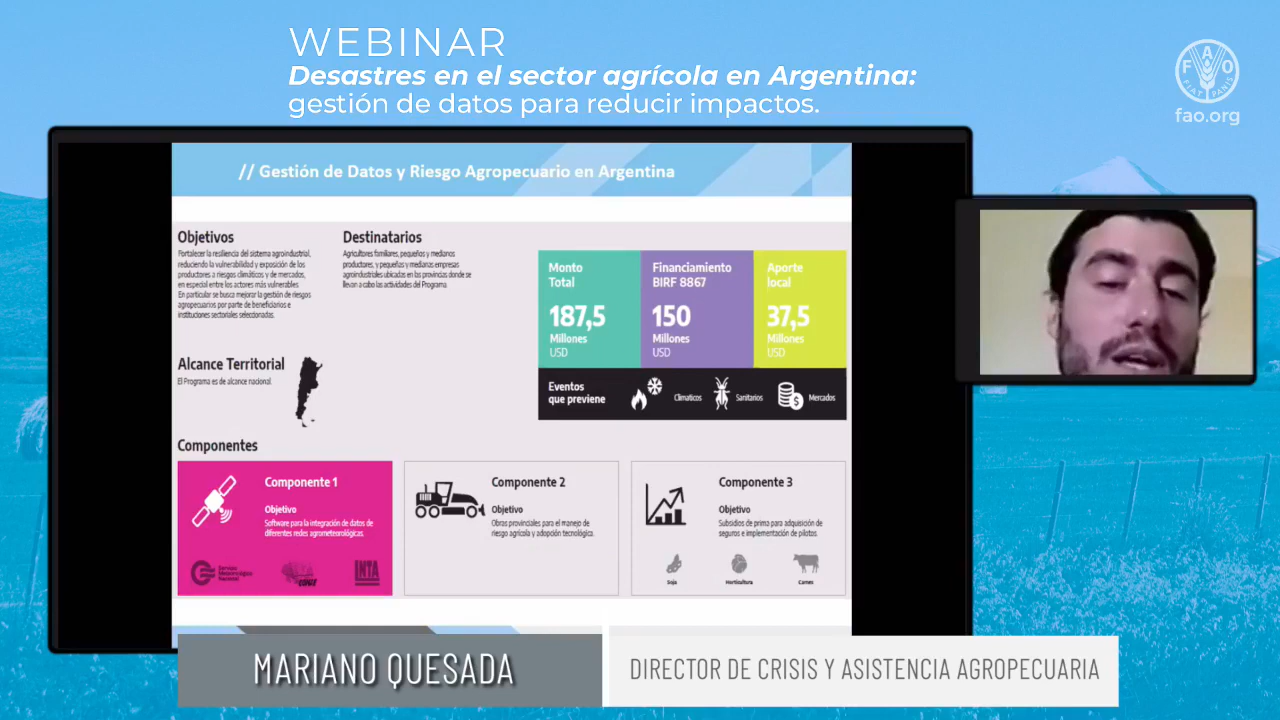 WEBINAR
Desastres en el sector agrícola en Argentina:
gestión de datos para reducir impactos.
FAO
FIAT PANIS
fao.org
// Gestión de Datos y Riesgo Agropecuario en Argentina
Objetivos
Fortalecer la resiliencia del sistema agroindustrial,
reduciendo la vulnerabilidad y exposición de los
productores a riesgos climáticos y de mercados,
en especial entre los actores más vulnerables
En particular se busca mejorar la gestión de riesgos
agropecuarios por parte de beneficiarios e
instituciones sectoriales seleccionadas.
Destinatarios
Agricultores familiares, pequeños y medianos
productores, y pequeñas y medianas empresas
agroindustriales ubicadas en las provincias donde se
llevan a cabo las actividades del Programa.
Monto
Total
187,5
Millones
USD
Financiamiento
BIRF 8867
150
Millones
USD
Aporte
local
37,5
Millones
USD
Eventos
que previene
Climaticos
Sanitarios
Mercados
Alcance Territorial
El Programa es de alcance nacional.
Componentes
Componente 1
Objetivo
Software para la integración de datos de
diferentes redes agrometeorológicas.
Servicio
Meteorológico
Nacional
INTA
Componente 2
Objetivo
Obras provinciales para el manejo de
riesgo agrícola y adopción tecnológica.
Componente 3
Objetivo
Subsidios de prima para adquisición de
seguros e implementación de pilotos.
Soja
Horticultura
Carnes
MARIANO QUESADA
DIRECTOR DE CRISIS Y ASISTENCIA AGROPECUARIA